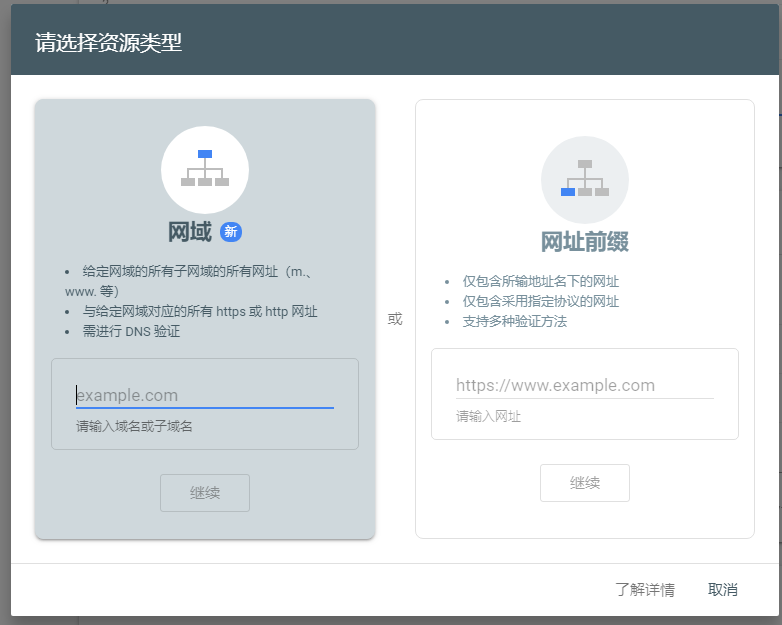 请选择资源类型
网域 新
• 给定网域的所有子网域的所有网址（m.、
www. 等）
• 与给定网域对应的所有 https 或 http 网址
• 需进行 DNS 验证
example.com
请输入域名或子域名
继续
或
网址前缀
• 仅包含所输地址名下的网址
• 仅包含采用指定协议的网址
• 支持多种验证方法
https://www.example.com
请输入网址
继续
了解详情 取消